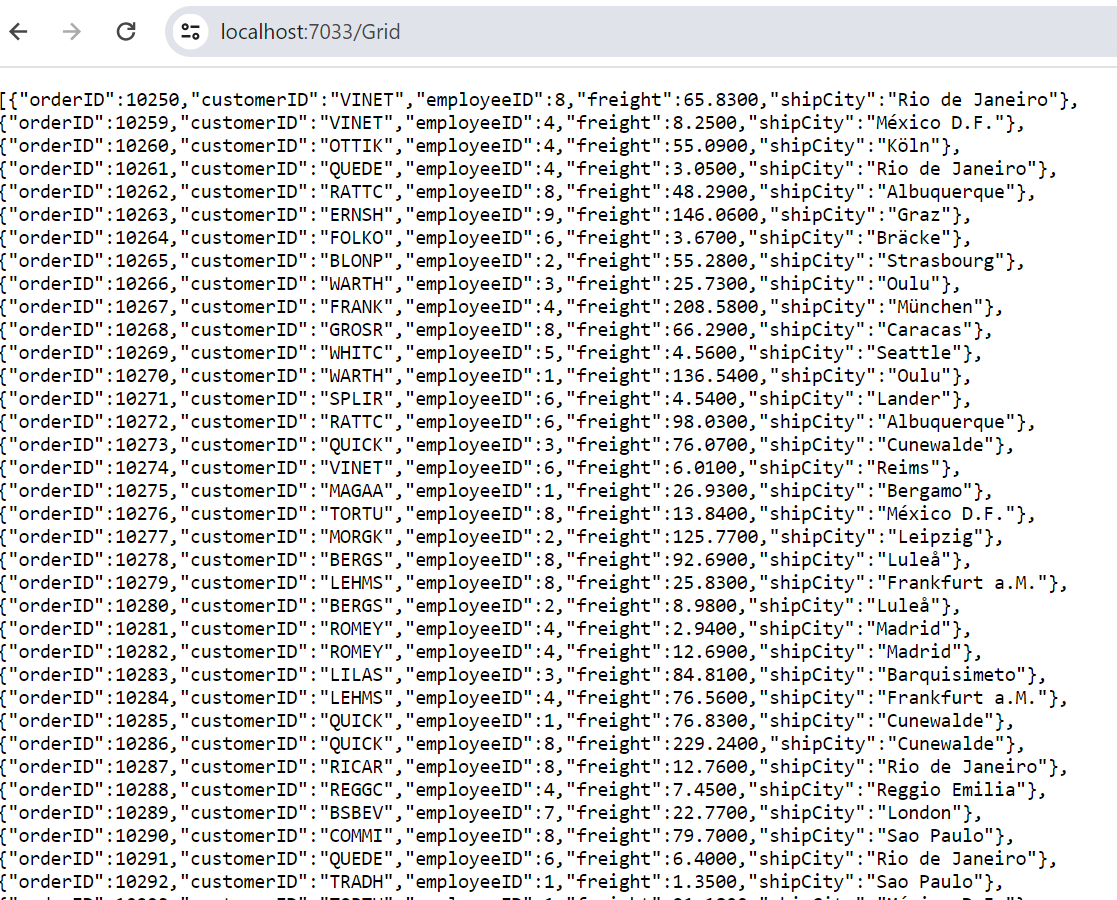 localhost:7033/Grid
[{"orderID":10250,"customerID":"VINET","employeeID":8,"freight":65.8300,"shipCity":"Rio de Janeiro"},
{"orderID":10259,"customerID":"VINET","employeeID":4,"freight":8.2500,"shipCity":"México D.F."},
{"orderID":10260,"customerID":"OTTIK","employeeID":4,"freight":55.0900,"shipCity":"Köln"},
{"orderID":10261,"customerID":"QUEDE","employeeID":4,"freight":3.0500,"shipCity":"Rio de Janeiro"},
{"orderID":10262,"customerID":"RATTC","employeeID":8,"freight":48.2900,"shipCity":"Albuquerque"},
{"orderID":10263,"customerID":"ERNSH","employeeID":9,"freight":146.0600,"shipCity":"Graz"},
{"orderID":10264,"customerID":"FOLKO","employeeID":6,"freight":3.6700,"shipCity":"Bräcke"},
{"orderID":10265,"customerID":"BLONP","employeeID":2,"freight":55.2800,"shipCity":"Strasbourg"},
{"orderID":10266,"customerID":"WARTH","employeeID":3,"freight":25.7300,"shipCity":"Oulu"},
{"orderID":10267,"customerID":"FRANK","employeeID":4,"freight":208.5800,"shipCity":"München"},
{"orderID":10268,"customerID":"GROSR","employeeID":8,"freight":66.2900,"shipCity":"Caracas"},
{"orderID":10269,"customerID":"WHITC","employeeID":5,"freight":4.5600,"shipCity":"Seattle"},
{"orderID":10270,"customerID":"WARTH","employeeID":1,"freight":136.5400,"shipCity":"Oulu"},
{"orderID":10271,"customerID":"SPLIR","employeeID":6,"freight":4.5400,"shipCity":"Lander"},
{"orderID":10272,"customerID":"RATTC","employeeID":6,"freight":98.0300,"shipCity":"Albuquerque"},
{"orderID":10273,"customerID":"QUICK","employeeID":3,"freight":76.0700,"shipCity":"Cunewalde"},
{"orderID":10274,"customerID":"VINET","employeeID":6,"freight":6.0100,"shipCity":"Reims"},
{"orderID":10275,"customerID":"MAGAA","employeeID":1,"freight":26.9300,"shipCity":"Bergamo"},
{"orderID":10276,"customerID":"TORTU","employeeID":8,"freight":13.8400,"shipCity":"México D.F."},
{"orderID":10277,"customerID":"MORGK","employeeID":2,"freight":125.7700,"shipCity":"Leipzig"},
{"orderID":10278,"customerID":"BERGS","employeeID":8,"freight":92.6900,"shipCity":"Luleå"},
{"orderID":10279,"customerID":"LEHMS","employeeID":8,"freight":25.8300,"shipCity":"Frankfurt a.M."},
{"orderID":10280,"customerID":"BERGS","employeeID":2,"freight":8.9800,"shipCity":"Luleå"},
{"orderID":10281,"customerID":"ROMEY","employeeID":4,"freight":2.9400,"shipCity":"Madrid"},
{"orderID":10282,"customerID":"ROMEY","employeeID":4,"freight":12.6900,"shipCity":"Madrid"},
{"orderID":10283,"customerID":"LILAS","employeeID":3,"freight":84.8100,"shipCity":"Barquisimeto"},
{"orderID":10284,"customerID":"LEHMS","employeeID":4,"freight":76.5600,"shipCity":"Frankfurt a.M."},
{"orderID":10285,"customerID":"QUICK","employeeID":1,"freight":76.8300,"shipCity":"Cunewalde"},
{"orderID":10286,"customerID":"QUICK","employeeID":8,"freight":229.2400,"shipCity":"Cunewalde"},
{"orderID":10287,"customerID":"RICAR","employeeID":8,"freight":12.7600,"shipCity":"Rio de Janeiro"},
{"orderID":10288,"customerID":"REGGC","employeeID":4,"freight":7.4500,"shipCity":"Reggio Emilia"},
{"orderID":10289,"customerID":"BSBEV","employeeID":7,"freight":22.7700,"shipCity":"London"},
{"orderID":10290,"customerID":"COMMI","employeeID":8,"freight":79.7000,"shipCity":"Sao Paulo"},
{"orderID":10291,"customerID":"QUEDE","employeeID":6,"freight":6.4000,"shipCity":"Rio de Janeiro"},
{"orderID":10292,"customerID":"TRADH","employeeID":1,"freight":1.3500,"shipCity":"Sao Paulo"},